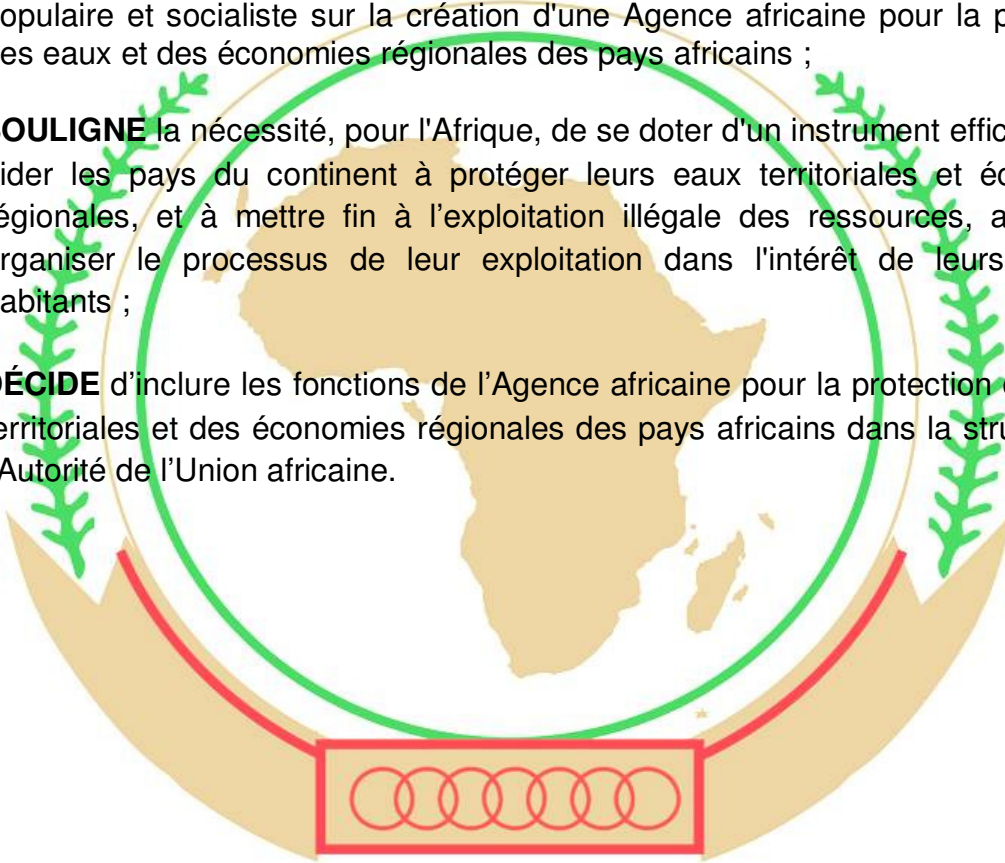 opulaire et socialiste sur la création d'une Agence africaine pour la p
es eaux et des économies régionales des pays africains ;
OULIGNE la nécessité, pour l'Afrique, de se doter d'un instrument effic
ider les pays du continent à protéger leurs eaux territoriales et éc
égionales, et à mettre fin à l’exploitation illégale des ressources, a
rganiser le processus de leur exploitation dans l'intérêt de leurs
abitants ;
DÉCIDE d’inclure les fonctions de l’Agence africaine pour la protection
erritoriales et des économies régionales des pays africains dans la stru
Autorité de l’Union africaine.